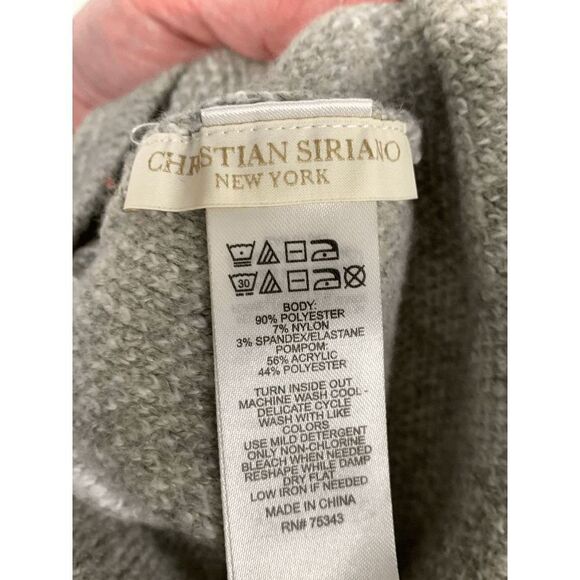 CHRISTIAN SIRIANO
NEW YORK
30
BODY:
90% POLYESTER
7% NYLON
3% SPANDEX/ELASTANE
POMPOM:
56% ACRYLIC
44% POLYESTER
TURN INSIDE OUT
MACHINE WASH COOL -
DELICATE CYCLE
WASH WITH LIKE
COLORS
USE MILD DETERGENT
ONLY NON-CHLORINE
BLEACH WHEN NEEDED
RESHAPE WHILE DAMP
DRY FLAT
LOW IRON IF NEEDED
MADE IN CHINA
RN# 75343